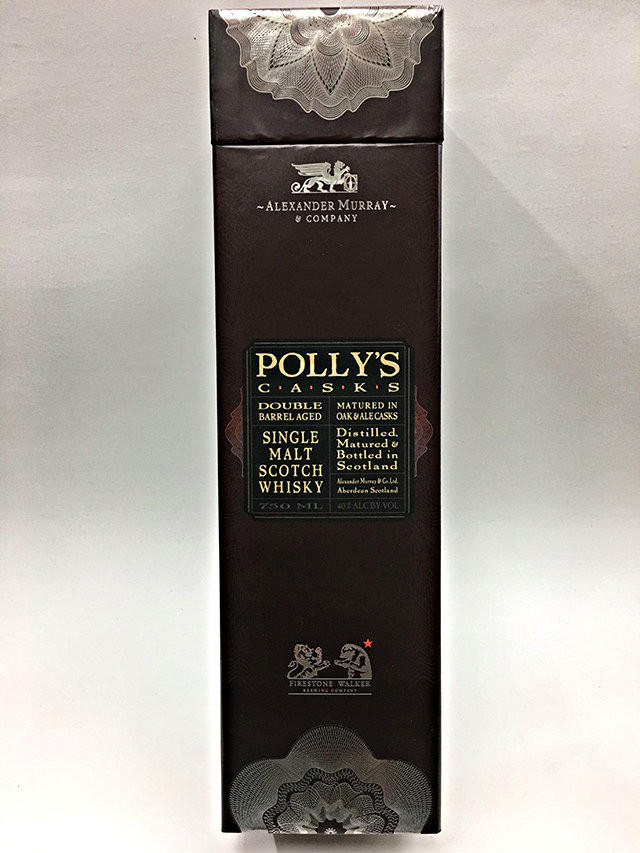 ~ALEXANDER MURRAY~
& COMPANY
POLLY'S
C•A•S•K•S
DOUBLE
BARREL AGED
MATURED IN
OAK & ALE CASKS
SINGLE
MALT
SCOTCH
WHISKY
Distilled,
Matured &
Bottled in
Scotland
Alexander Murray & Co. Ltd.
Aberdeen Scotland
750 ML
40% ALC BY VOL
FIRESTONE WALKER
BREWING COMPANY